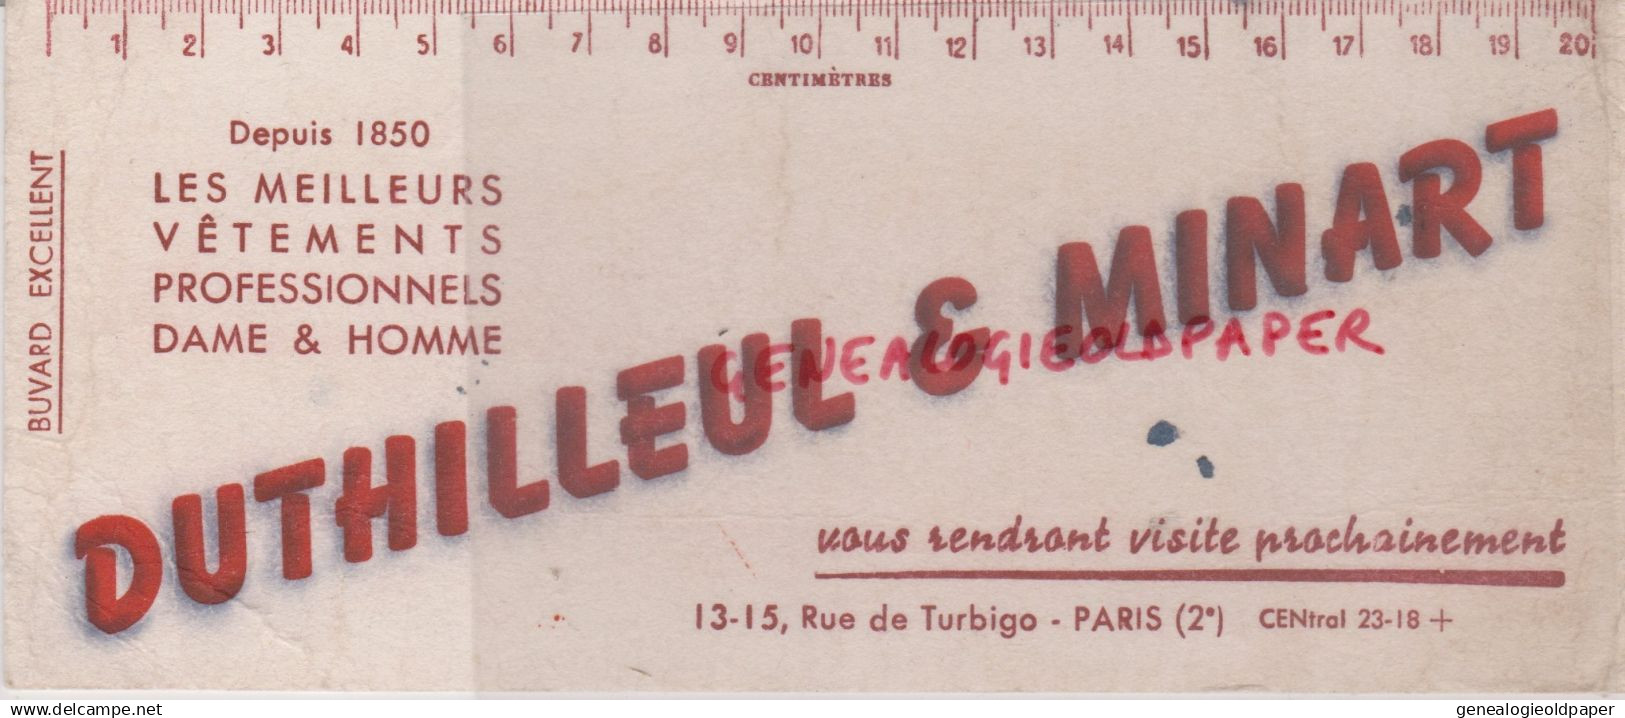 1 2 3 4 5 6 7 8 9 10 11 12 13 14 15 16 17 18 19 20
CENTIMÈTRES
BUVARD EXCELLENT
Depuis 1850
LES MEILLEURS
VÊTEMENTS
PROFESSIONNELS
DAME & HOMME
DUTHILLEUL & MINART
GENEALOGIEOLDPAPER
vous rendront visite prochainement
13-15, Rue de Turbigo - PARIS (2e) CENtral 23-18 +
delcampe.net
genealogieoldpaper